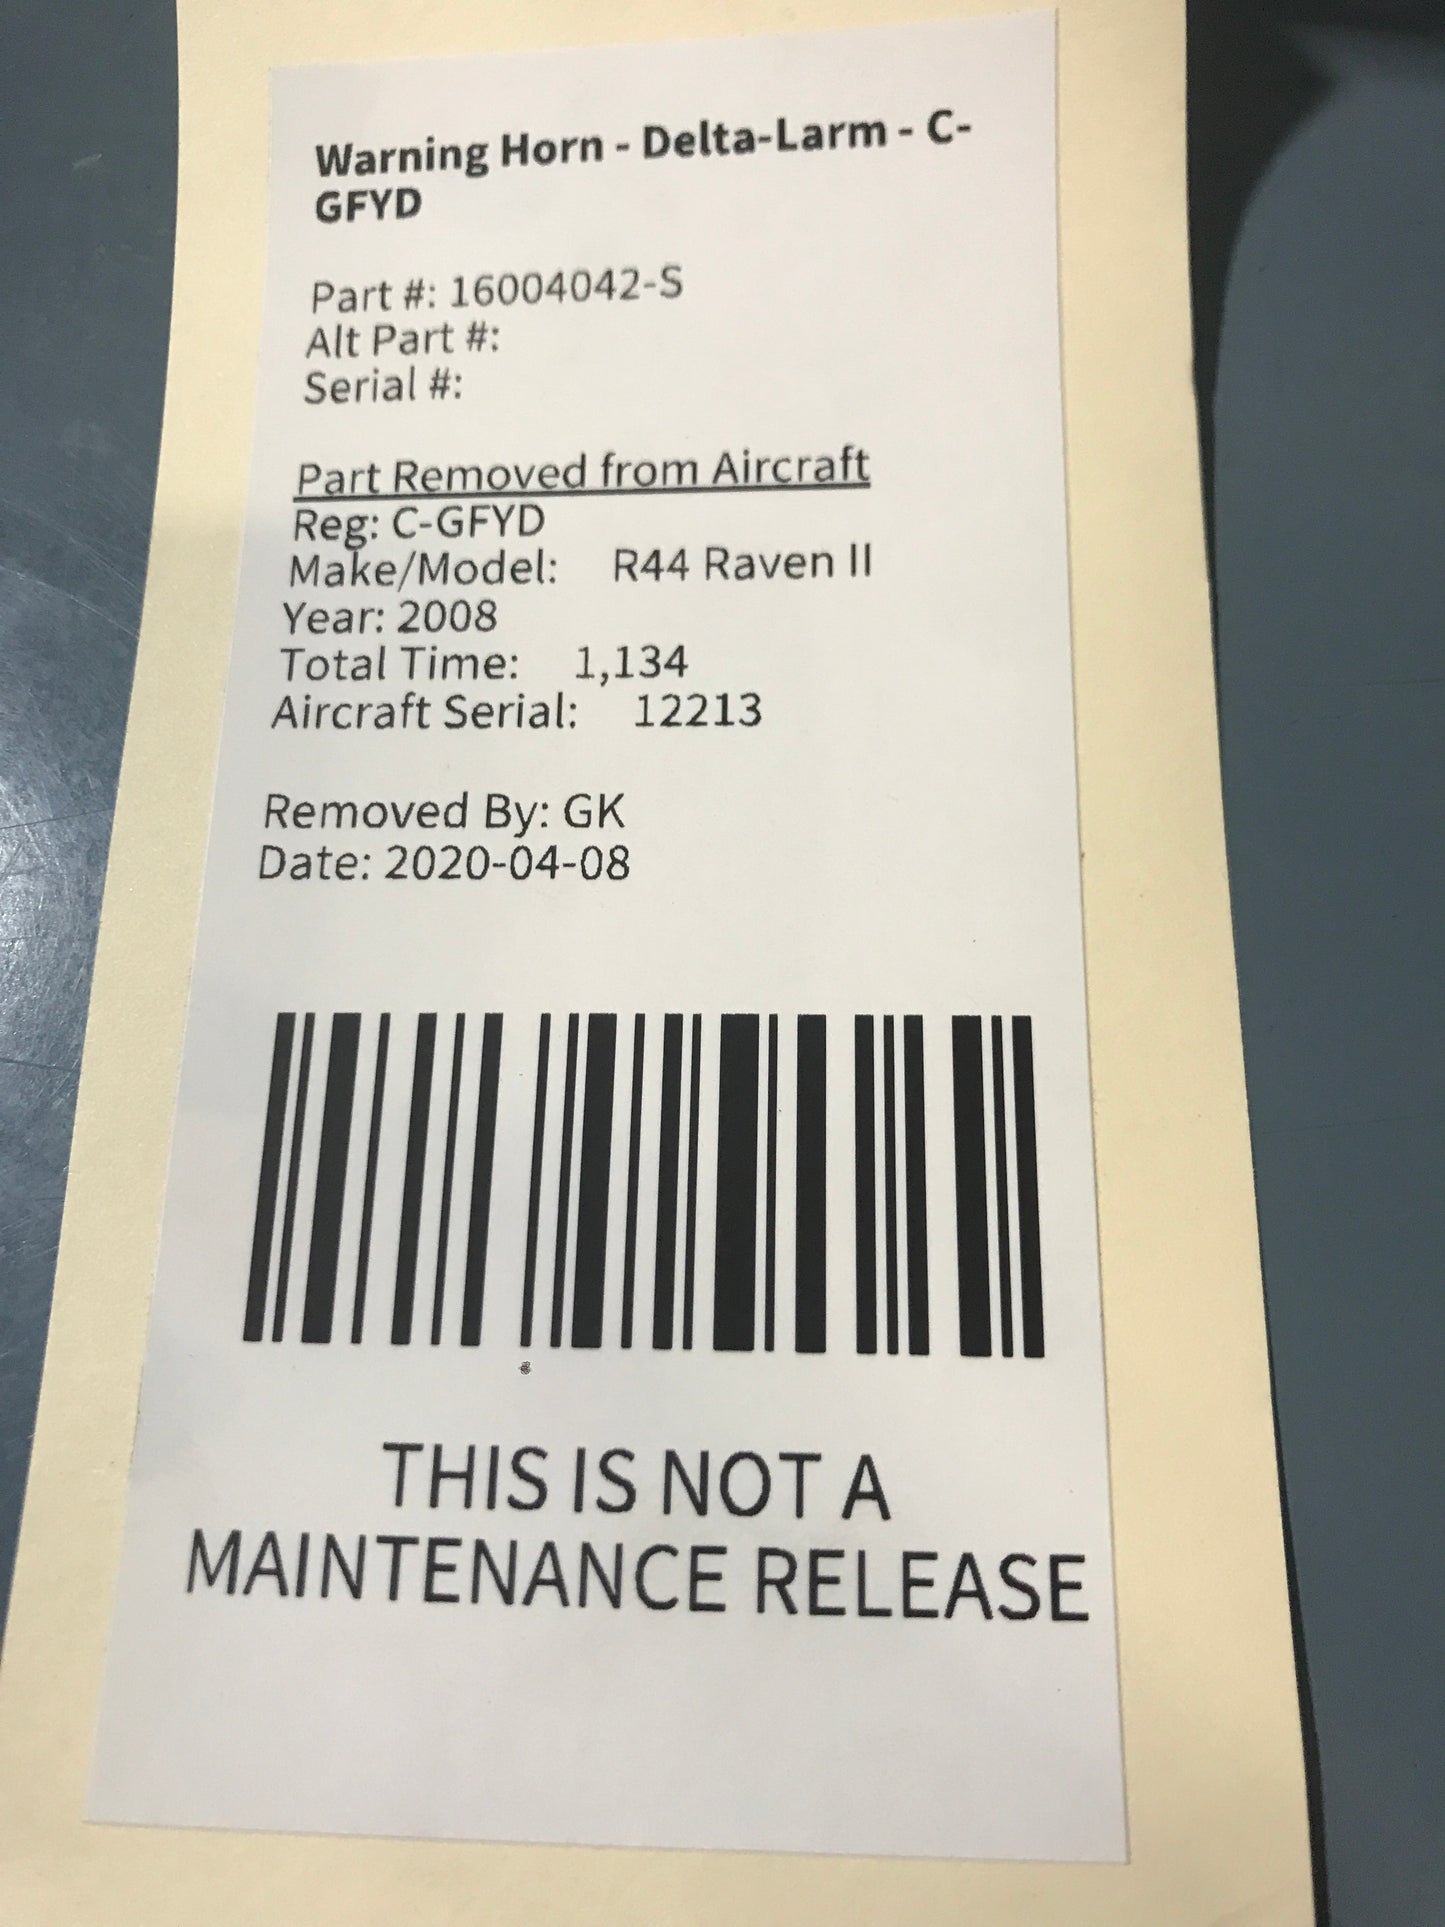 Warning Horn - Delta-Larm - C-
GFYD
Part #: 16004042-S
Alt Part #:
Serial #:
Part Removed from Aircraft
Reg: C-GFYD
Make/Model: R44 Raven II
Year: 2008
Total Time: 1,134
Aircraft Serial: 12213
Removed By: GK
Date: 2020-04-08
THIS IS NOT A
MAINTENANCE RELEASE